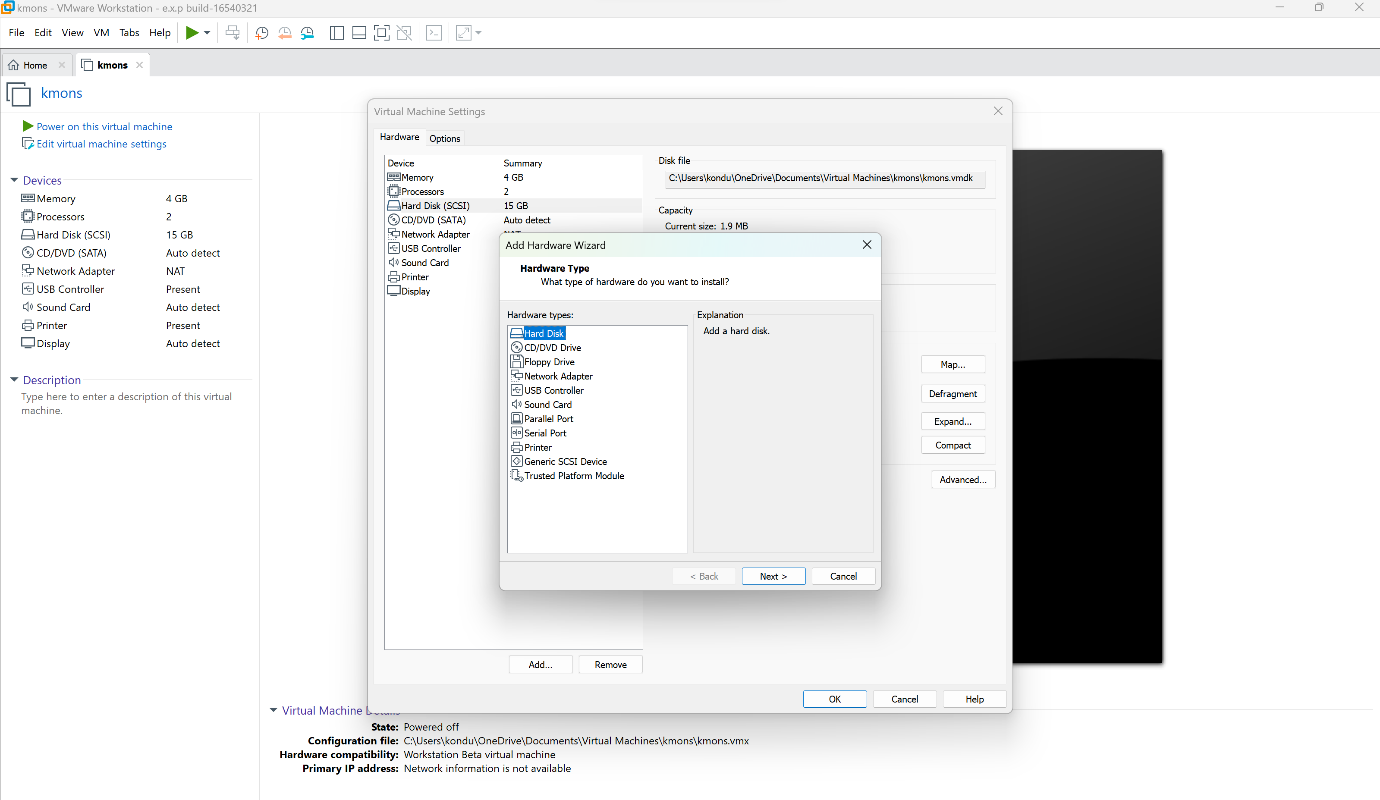 kmons - VMware Workstation - e.x.p build-16540321
File Edit View VM Tabs Help
Home kmons
kmons
Power on this virtual machine
Edit virtual machine settings
Devices
Memory 4 GB
Processors 2
Hard Disk (SCSI) 15 GB
CD/DVD (SATA) Auto detect
Network Adapter NAT
USB Controller Present
Sound Card Auto detect
Printer Present
Display Auto detect
Description
Type here to enter a description of this virtual
machine.
Virtual Machine Settings
Hardware Options
Device Summary
Memory 4 GB
Processors 2
Hard Disk (SCSI) 15 GB
CD/DVD (SATA) Auto detect
Network Adapter
USB Controller
Sound Card
Printer
Display
Add... Remove
Disk file
C:\Users\kondu\OneDrive\Documents\Virtual Machines\kmons\kmons.vmdk
Capacity
Current size: 1.9 MB
Map...
Defragment
Expand...
Compact
Advanced...
OK Cancel Help
Add Hardware Wizard
Hardware Type
What type of hardware do you want to install?
Hardware types:
Hard Disk
CD/DVD Drive
Floppy Drive
Network Adapter
USB Controller
Sound Card
Parallel Port
Serial Port
Printer
Generic SCSI Device
Trusted Platform Module
Explanation
Add a hard disk.
< Back Next > Cancel
Virtual Machine
State: Powered off
Configuration file: C:\Users\kondu\OneDrive\Documents\Virtual Machines\kmons\kmons.vmx
Hardware compatibility: Workstation Beta virtual machine
Primary IP address: Network information is not available